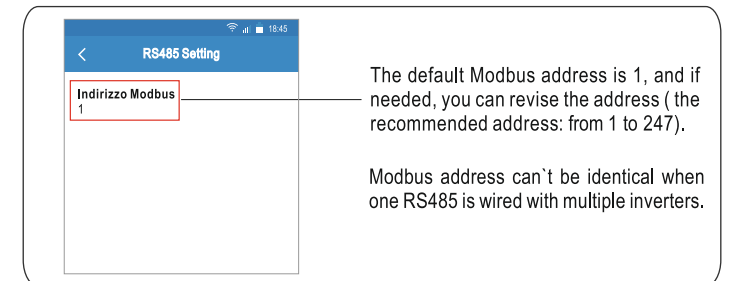 18:45
RS485 Setting
Indirizzo Modbus
1
The default Modbus address is 1, and if
needed, you can revise the address ( the
recommended address: from 1 to 247).
Modbus address can`t be identical when
one RS485 is wired with multiple inverters.